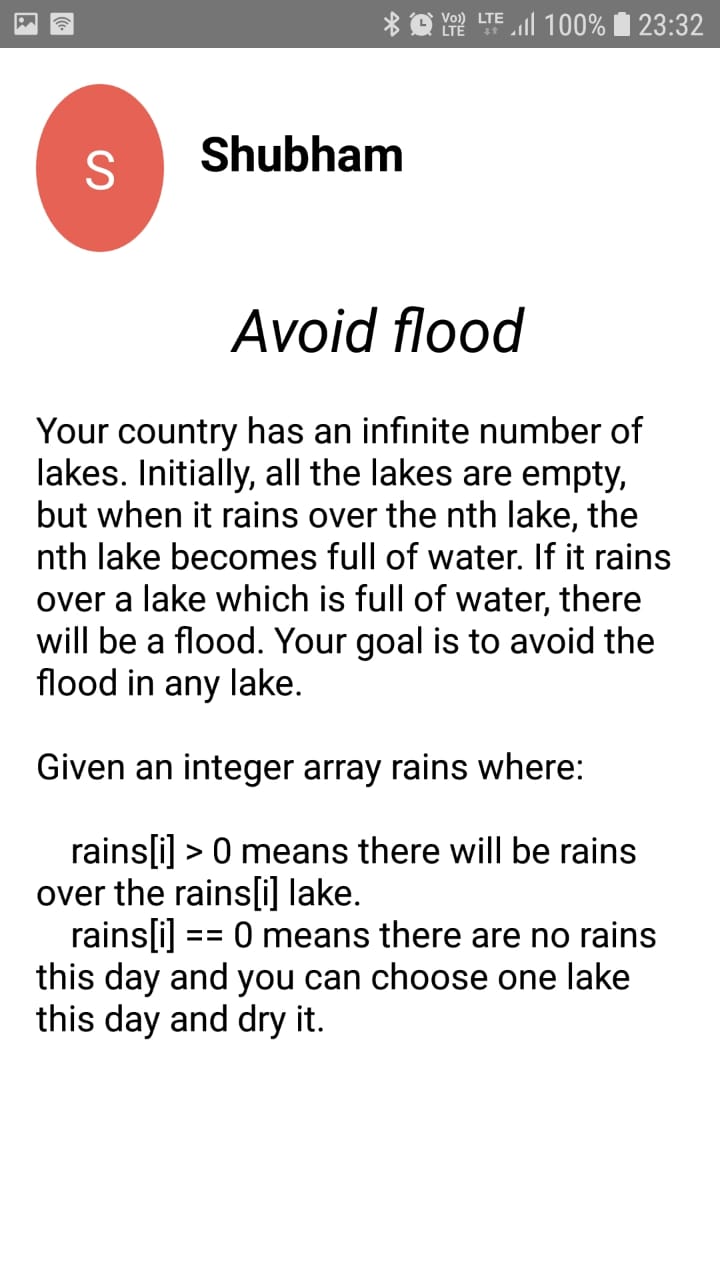 Vo)) LTE LTE 100% 23:32
S
Shubham
Avoid flood
Your country has an infinite number of
lakes. Initially, all the lakes are empty,
but when it rains over the nth lake, the
nth lake becomes full of water. If it rains
over a lake which is full of water, there
will be a flood. Your goal is to avoid the
flood in any lake.
Given an integer array rains where:
rains[i] > 0 means there will be rains
over the rains[i] lake.
rains[i] == 0 means there are no rains
this day and you can choose one lake
this day and dry it.